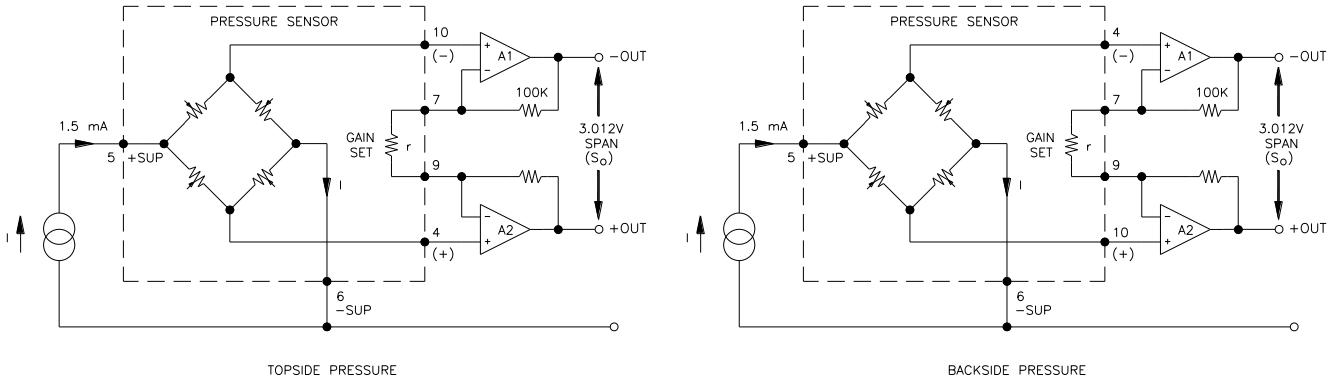 PRESSURE SENSOR
10
(-)
A1
+
-
-OUT
7
100K
1.5 mA
GAIN
SET
r
3.012V
SPAN
(So)
5
+SUP
9
I
I
-
A2
+
+OUT
4
(+)
6
-SUP
TOPSIDE PRESSURE
PRESSURE SENSOR
4
(-)
A1
+
-
-OUT
7
100K
1.5 mA
GAIN
SET
r
3.012V
SPAN
(So)
5
+SUP
9
I
I
-
A2
+
+OUT
10
(+)
6
-SUP
BACKSIDE PRESSURE